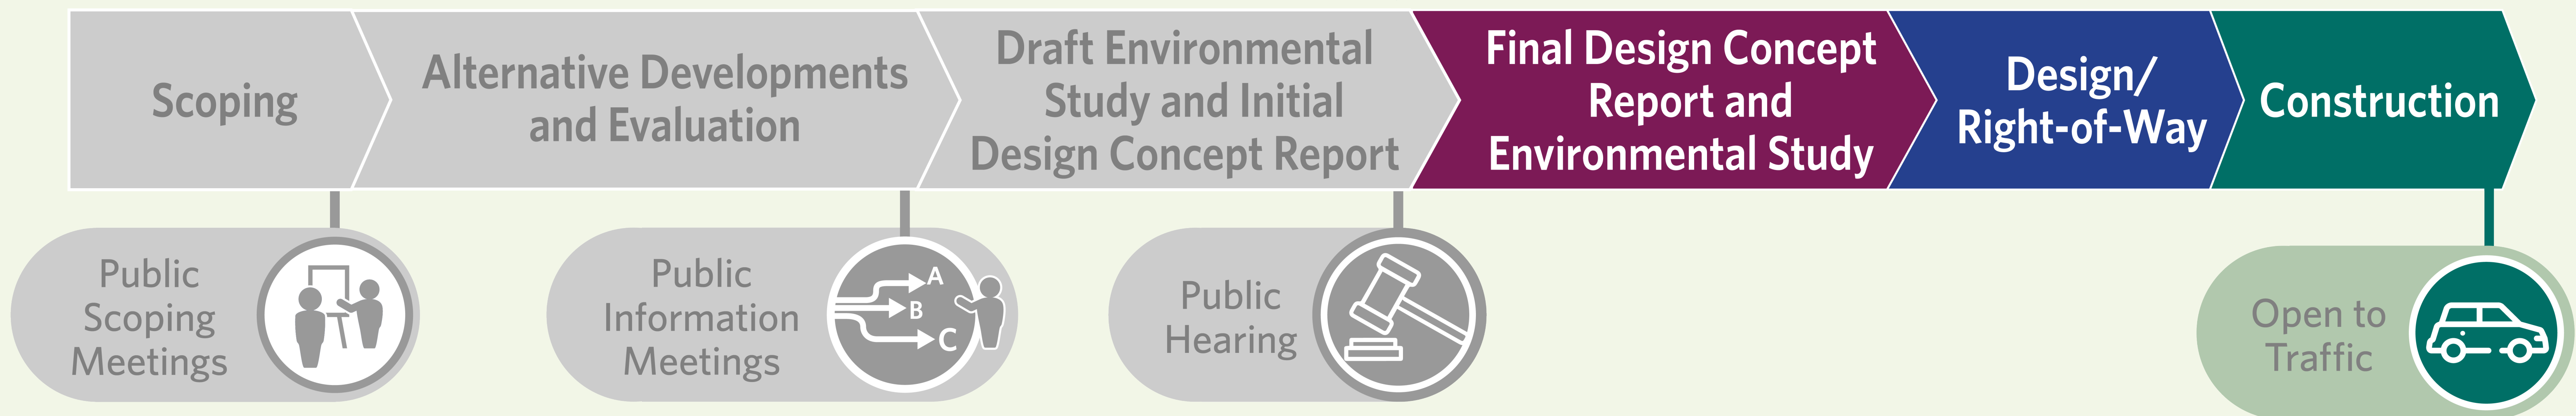 Scoping
Alternative Developments
and Evaluation
Draft Environmental
Study and Initial
Design Concept Report
Final Design Concept
Report and
Environmental Study
Design/
Right-of-Way
Construction
Public
Scoping
Meetings
Public
Information
Meetings
A
B
C
Public
Hearing
Open to
Traffic